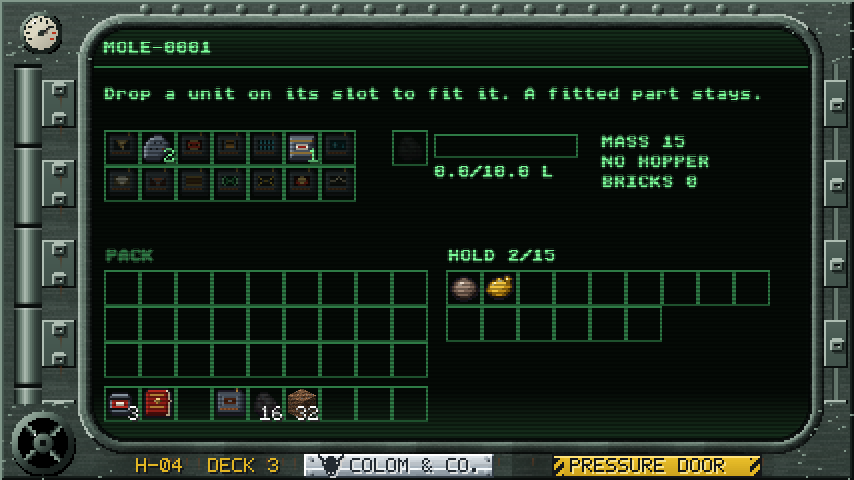 MOLE-0001
Drop a unit on its slot to fit it. A fitted part stays.
2
1
0.0/10.0 L
MASS 15
NO HOPPER
BRICKS 0
PACK
HOLD 2/15
3
16
32
H-04 DECK 3
COLOM & CO.
PRESSURE DOOR